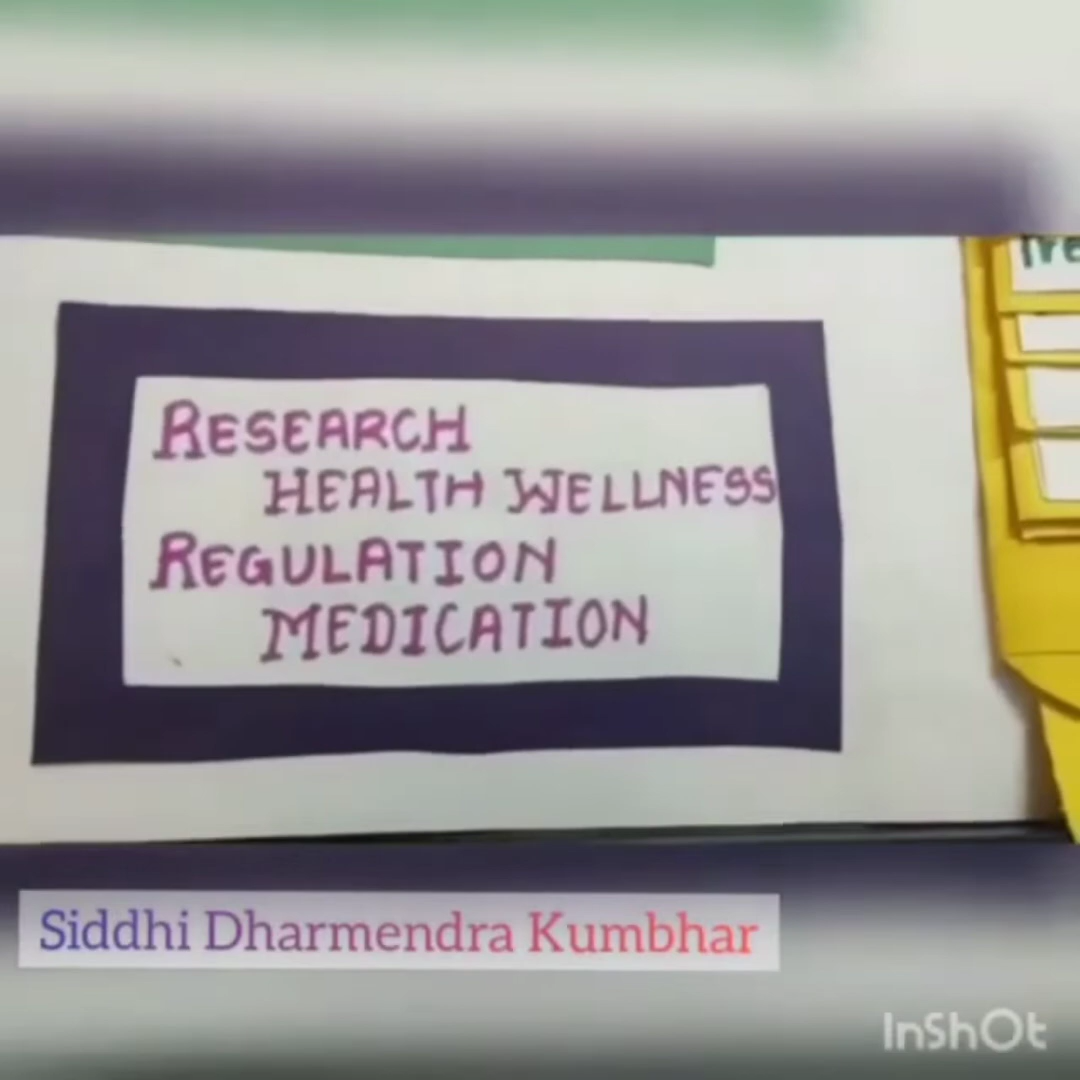 RESEARCH
HEALTH WELLNESS
REGULATION
MEDICATION
Siddhi Dharmendra Kumbhar
InShOt